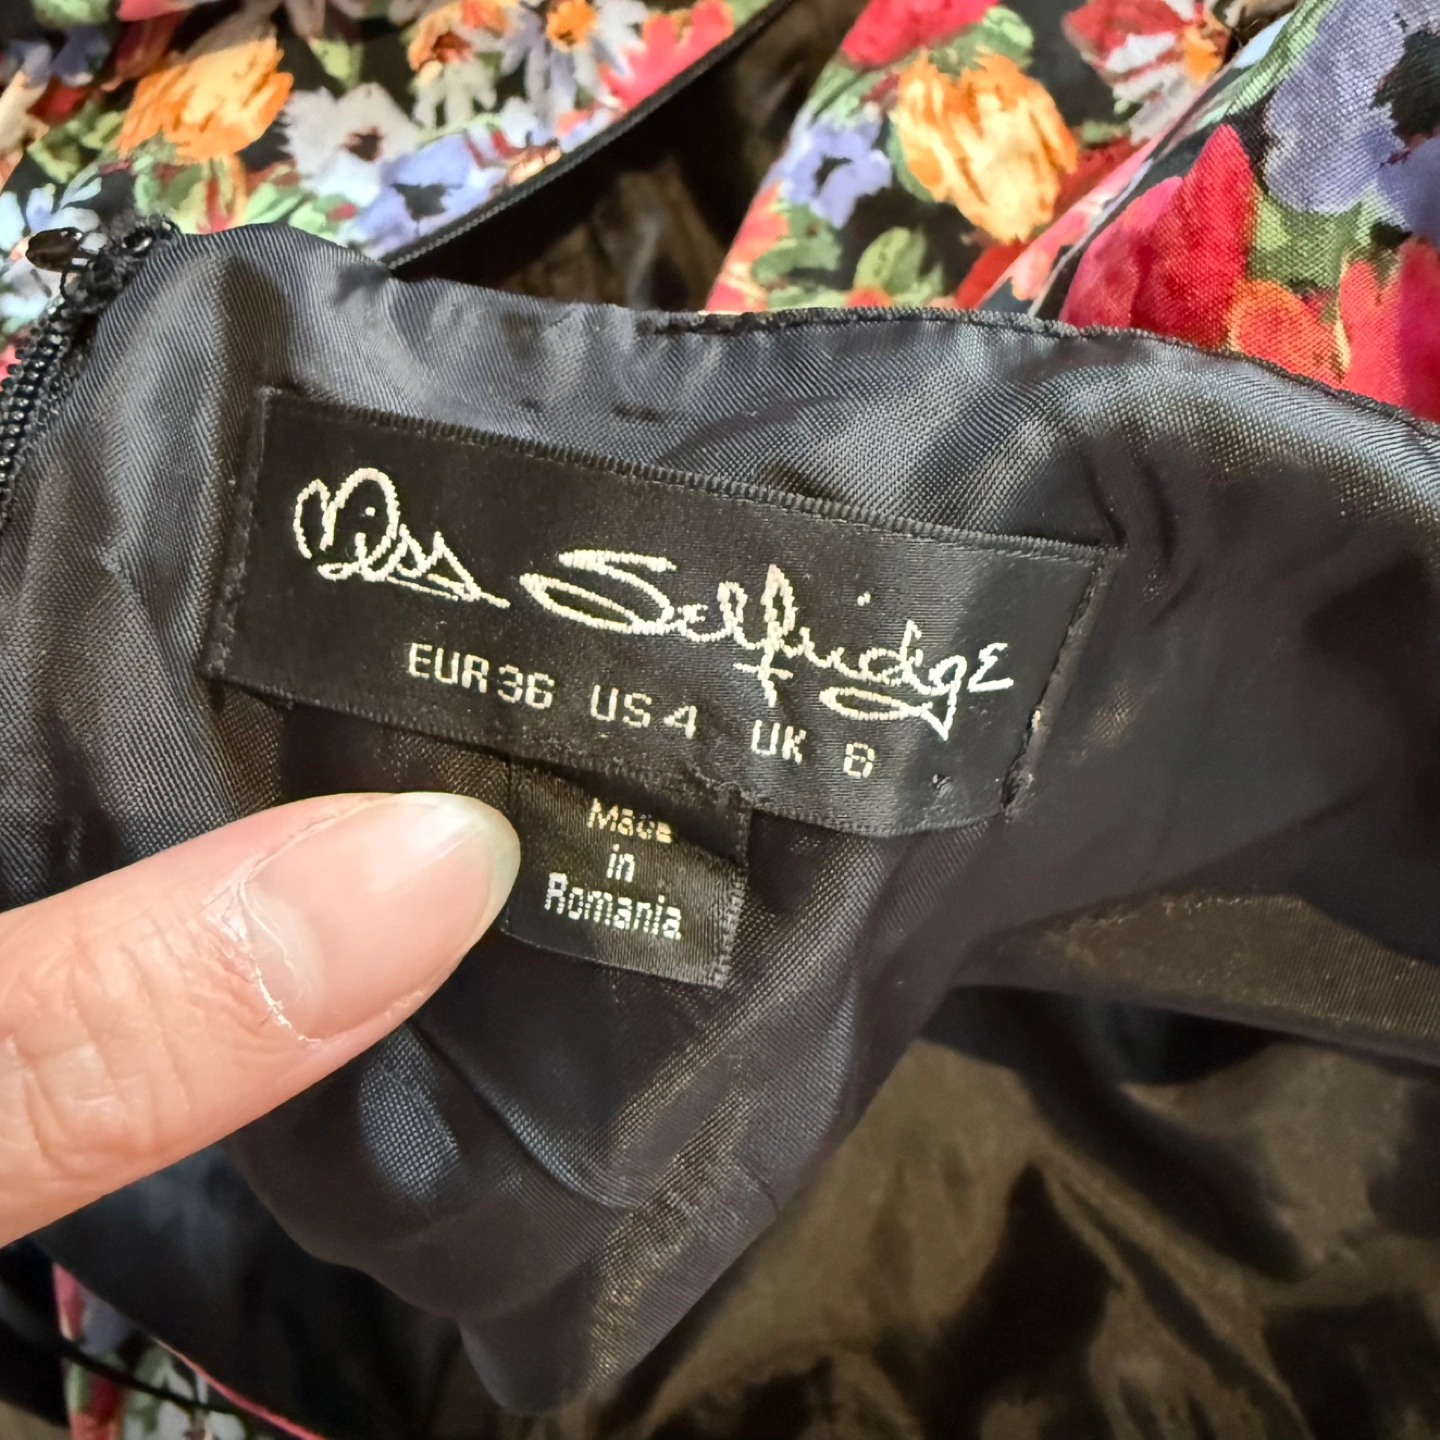 Miss Selfridge
EUR 36 US 4 UK 8
Made
in
Romania